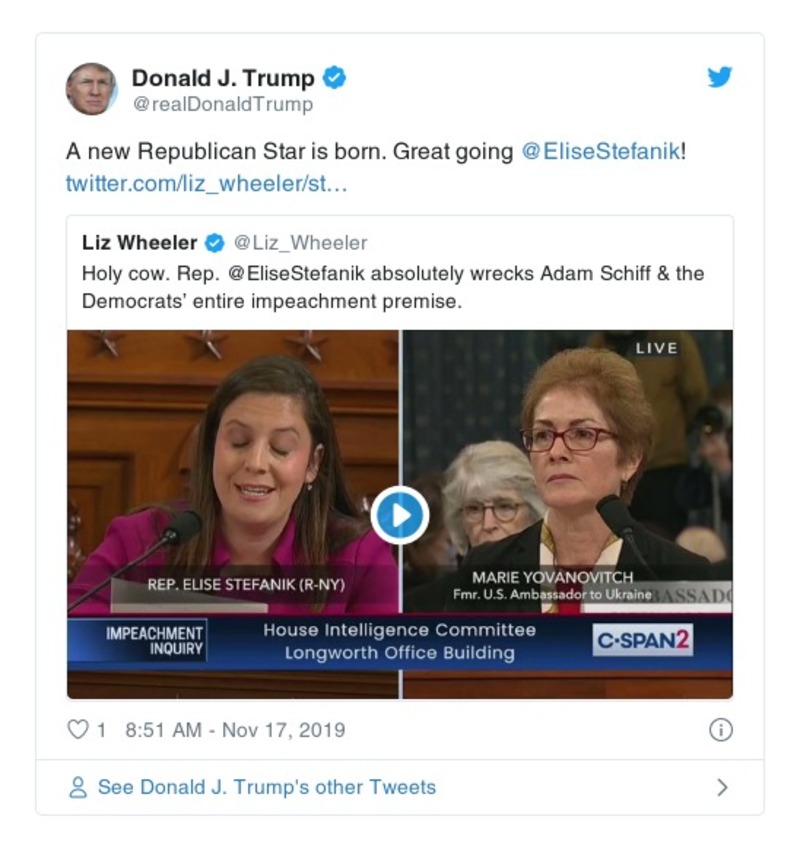 Donald J. Trump
@realDonaldTrump
A new Republican Star is born. Great going @EliseStefanik!
twitter.com/liz_wheeler/st…
Liz Wheeler @Liz_Wheeler
Holy cow. Rep. @EliseStefanik absolutely wrecks Adam Schiff & the
Democrats’ entire impeachment premise.
LIVE
REP. ELISE STEFANIK (R-NY)
MARIE YOVANOVITCH
Fmr. U.S. Ambassador to Ukraine
BASSADO
IMPEACHMENT
INQUIRY
House Intelligence Committee
Longworth Office Building
C·SPAN2
1 8:51 AM - Nov 17, 2019
See Donald J. Trump's other Tweets